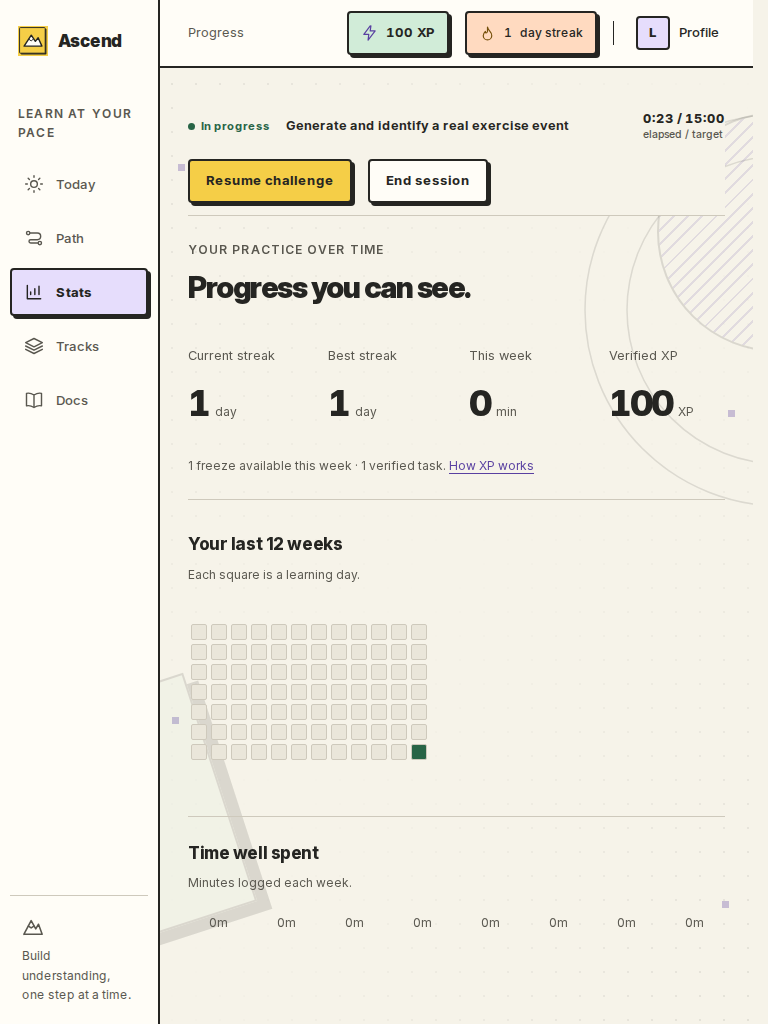 Ascend
Progress
100 XP
1 day streak
L
Profile
LEARN AT YOUR
PACE
Today
Path
Stats
Tracks
Docs
In progress
Generate and identify a real exercise event
0:23 / 15:00
elapsed / target
Resume challenge
End session
YOUR PRACTICE OVER TIME
Progress you can see.
Current streak
Best streak
This week
Verified XP
1 day
1 day
0 min
100 XP
1 freeze available this week · 1 verified task. How XP works
Your last 12 weeks
Each square is a learning day.
Time well spent
Minutes logged each week.
0m 0m 0m 0m 0m 0m 0m 0m
Build
understanding,
one step at a time.